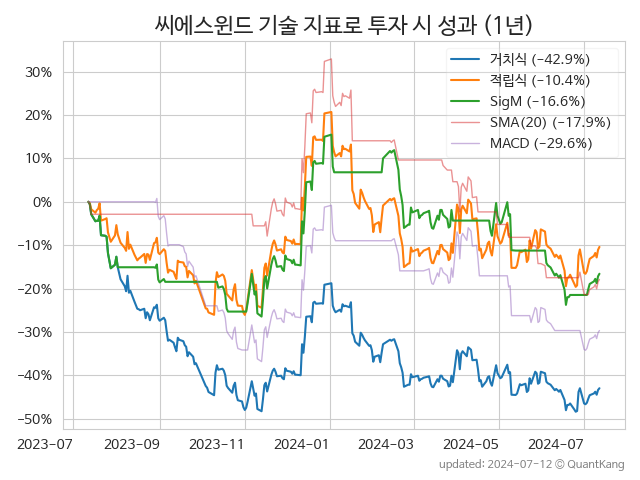 씨에스윈드 기술 지표로 투자 시 성과 (1년)
거치식 (−42.9%)
적립식 (−10.4%)
SigM (−16.6%)
SMA(20) (−17.9%)
MACD (−29.6%)
30%
20%
10%
0%
−10%
−20%
−30%
−40%
−50%
2023-07 2023-09 2023-11 2024-01 2024-03 2024-05 2024-07
updated: 2024-07-12 © QuantKang